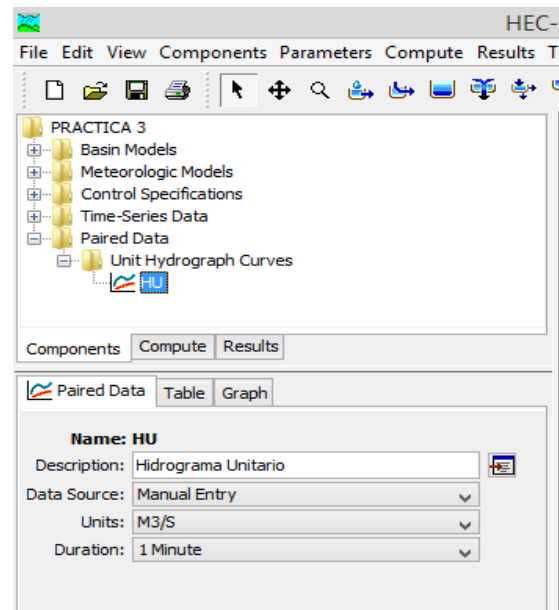 HEC-
File Edit View Components Parameters Compute Results T
PRACTICA 3
Basin Models
Meteorologic Models
Control Specifications
Time-Series Data
Paired Data
Unit Hydrograph Curves
HU
Components Compute Results
Paired Data Table Graph
Name: HU
Description: Hidrograma Unitario
Data Source: Manual Entry
Units: M3/S
Duration: 1 Minute